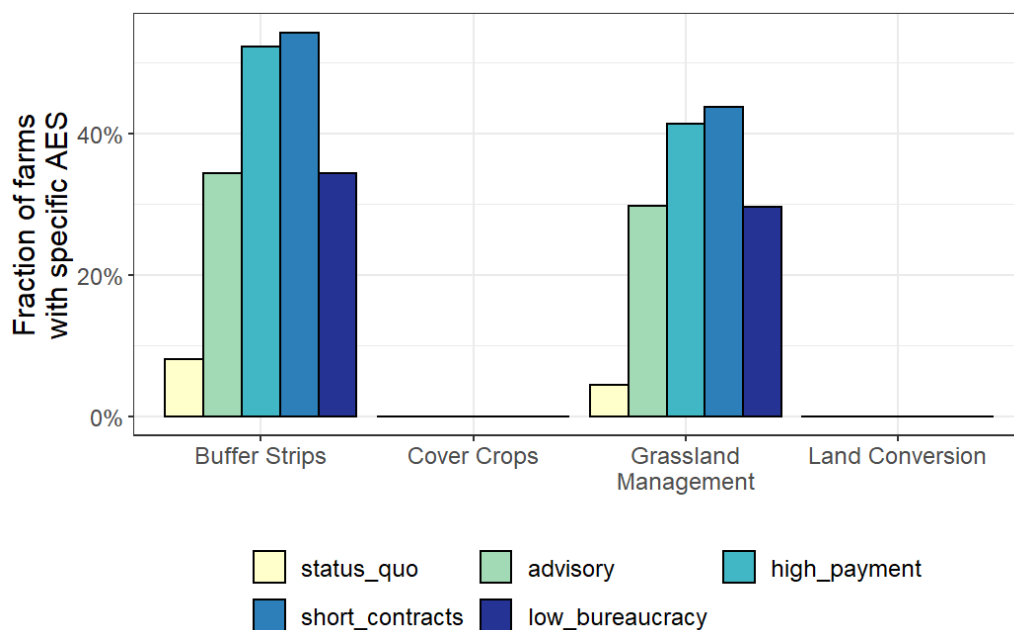 Fraction of farms
with specific AES
40%
20%
0%
Buffer Strips
Cover Crops
Grassland
Management
Land Conversion
status_quo
advisory
high_payment
short_contracts
low_bureaucracy